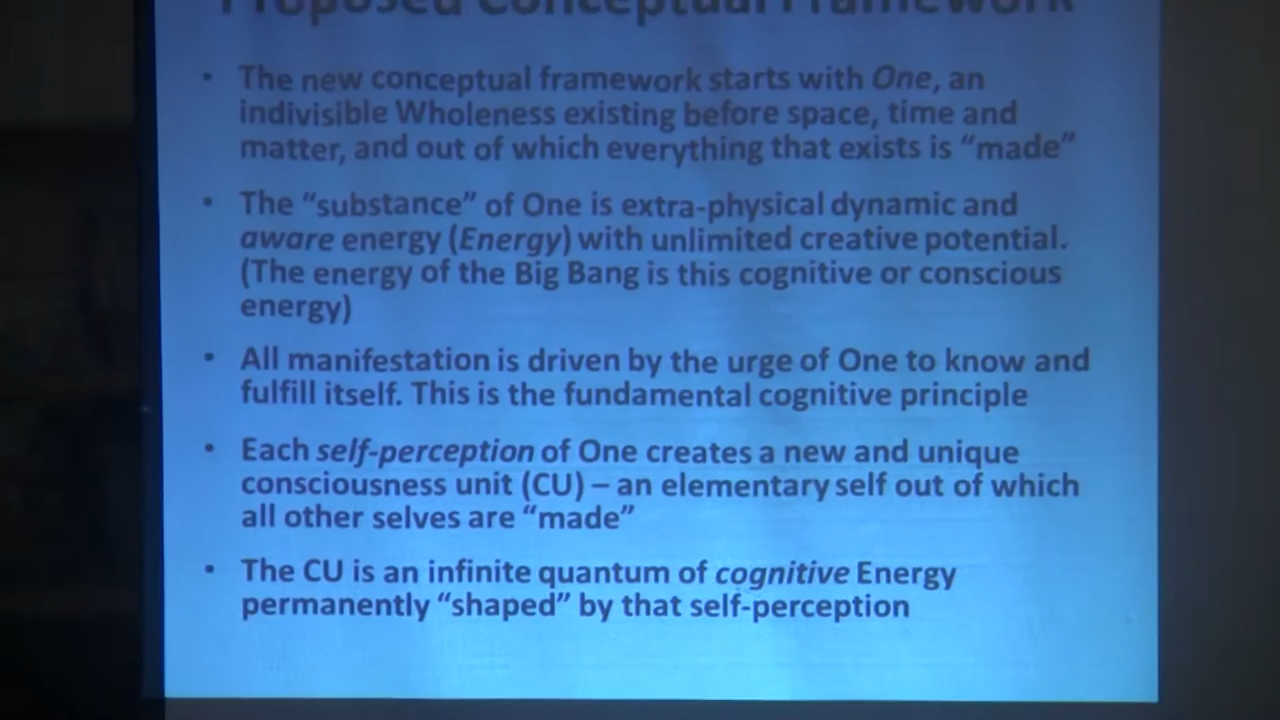 Proposed Conceptual Framework
• The new conceptual framework starts with One, an
indivisible Wholeness existing before space, time and
matter, and out of which everything that exists is “made”
• The “substance” of One is extra-physical dynamic and
aware energy (Energy) with unlimited creative potential.
(The energy of the Big Bang is this cognitive or conscious
energy)
• All manifestation is driven by the urge of One to know and
fulfill itself. This is the fundamental cognitive principle
• Each self-perception of One creates a new and unique
consciousness unit (CU) – an elementary self out of which
all other selves are “made”
• The CU is an infinite quantum of cognitive Energy
permanently “shaped” by that self-perception